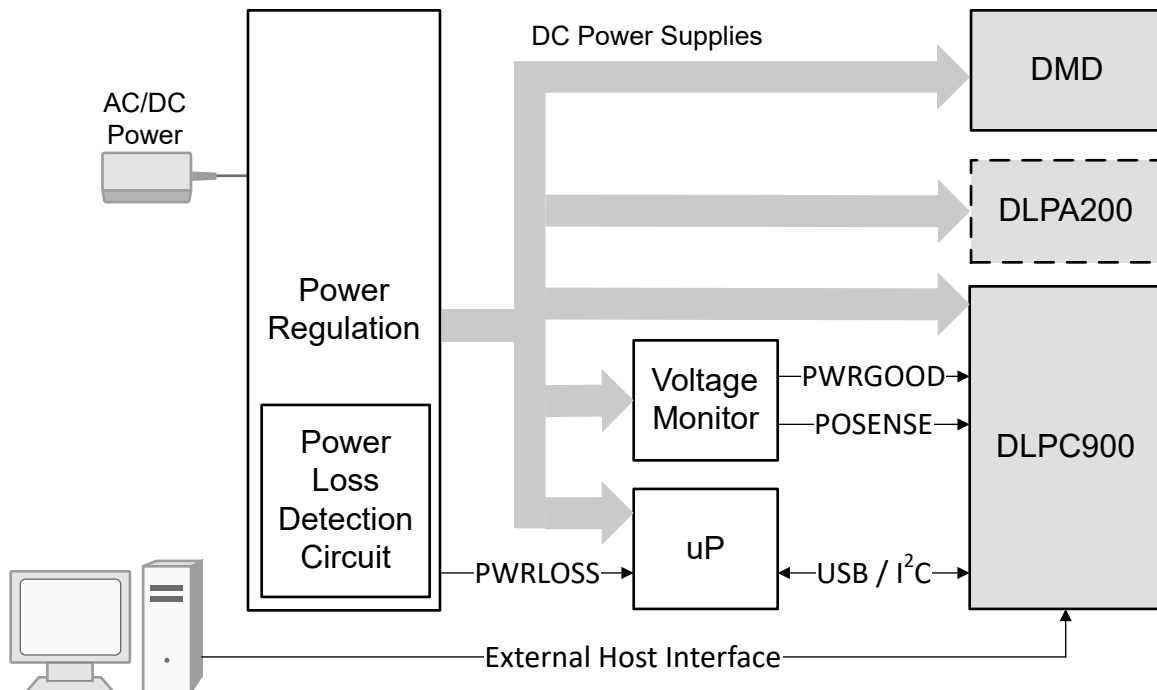 DC Power Supplies
DMD
AC/DC
Power
DLPA200
Power
Regulation
Voltage
Monitor
PWRGOOD
POSENSE
DLPC900
Power
Loss
Detection
Circuit
PWRLOSS
uP
USB / I²C
External Host Interface